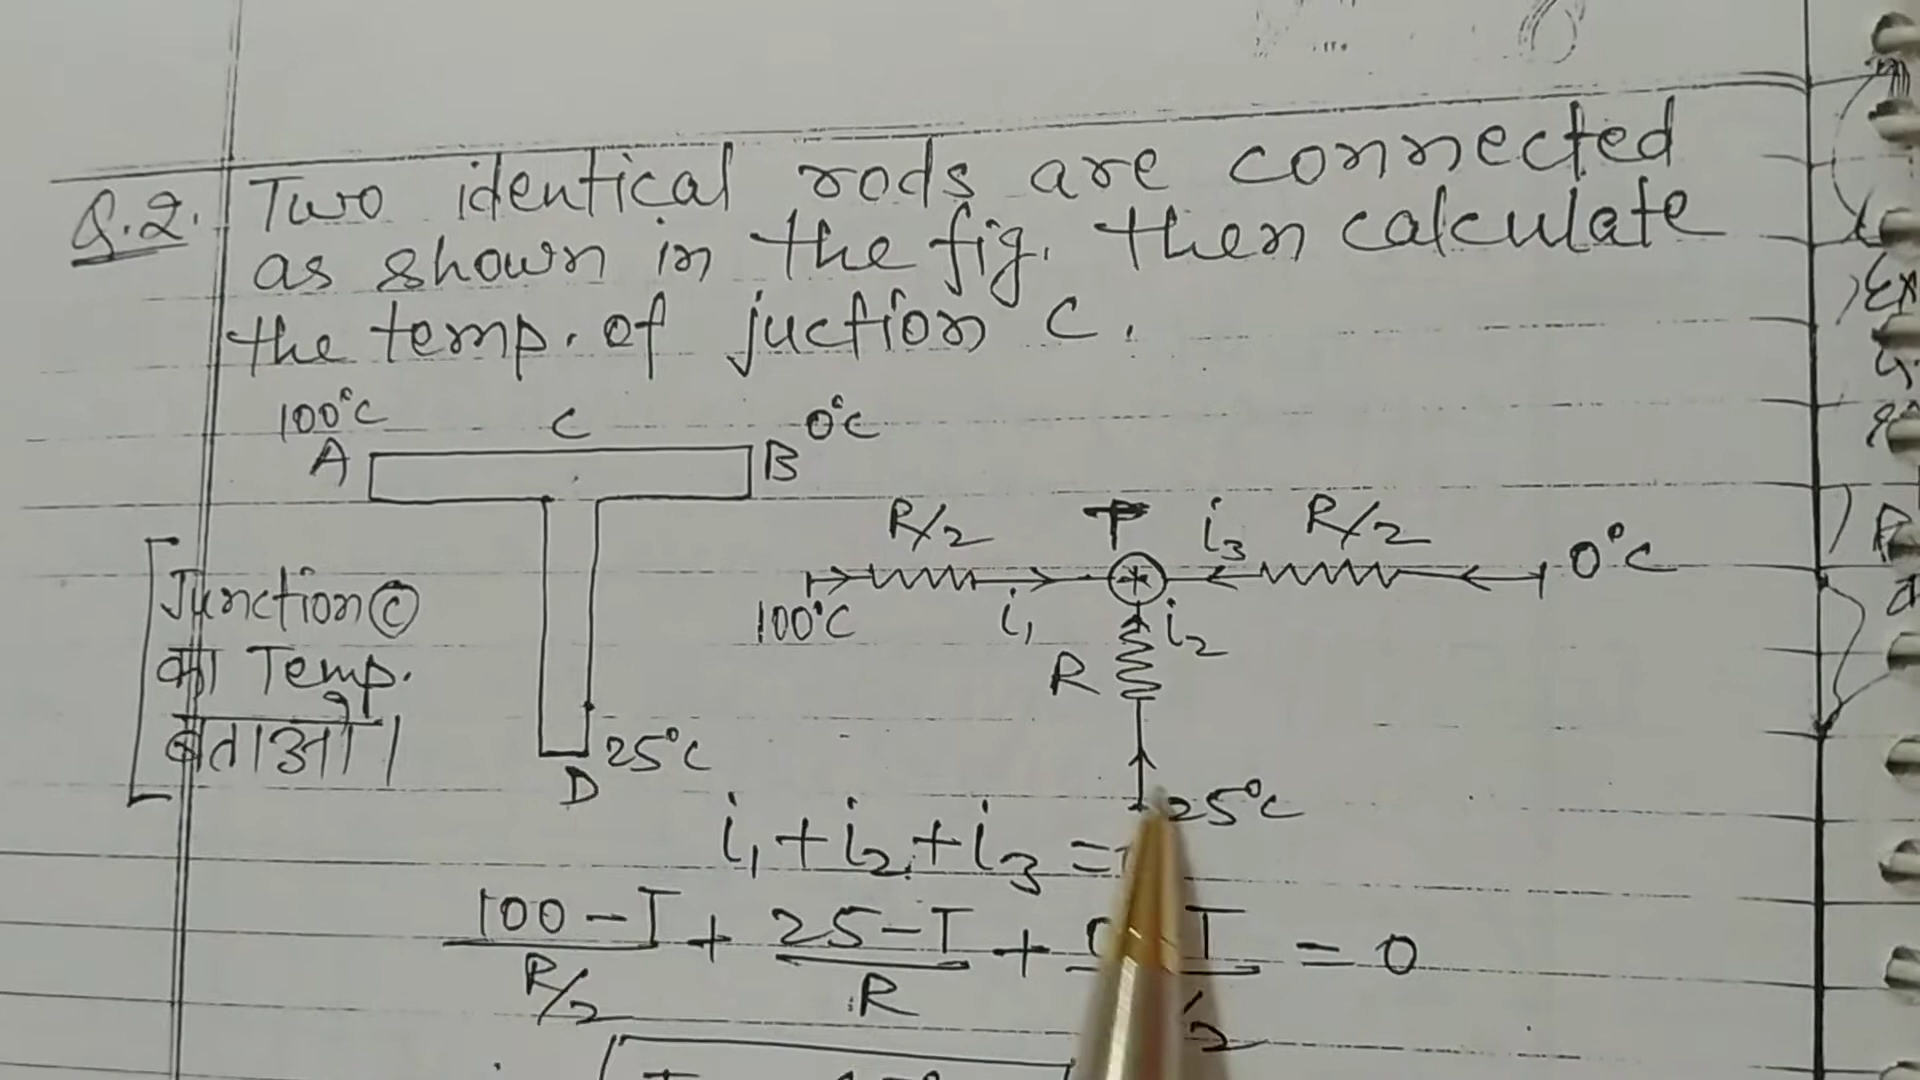 Q.2. Two identical rods are connected
as shown in the fig. then calculate
the temp. of juction C.
100°C C 0°C
A B
R/2 T i₃ R/2 0°C
100°C i₁ i₂
R
Junction ©
का Temp.
बताओ।
25°C
D
25°C
i₁ + i₂ + i₃ =
100 - T / R/2 + 25 - T / R + T / 2 = 0